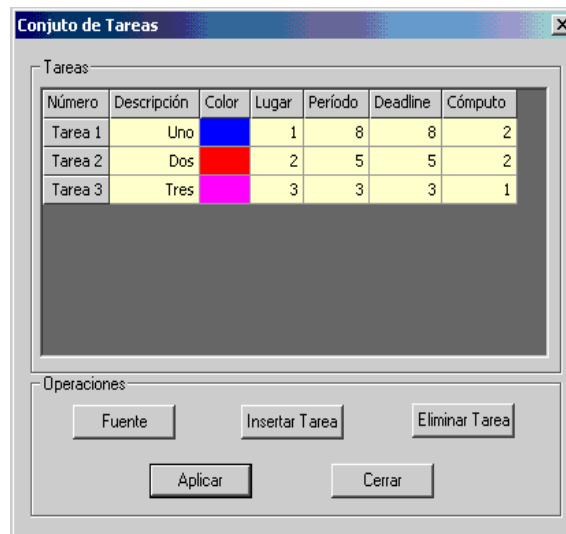 Conjuto de Tareas
Tareas
Número Descripción Color Lugar Período Deadline Cómputo
Tarea 1 Uno 1 8 8 2
Tarea 2 Dos 2 5 5 2
Tarea 3 Tres 3 3 3 1
Operaciones
Fuente Insertar Tarea Eliminar Tarea
Aplicar Cerrar